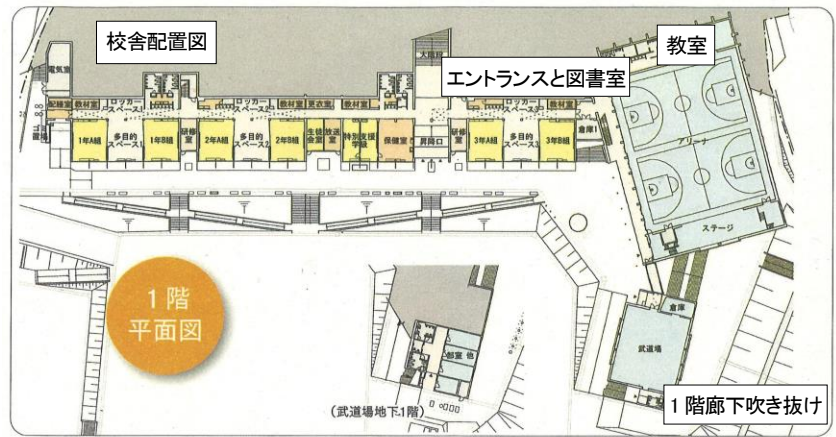 校舎配置図
エントランスと図書室
教室
電気室
大階段
配膳室
教材室
ロッカー
スペース1
教材室
更衣室
教材室
ロッカー
教材室
1年A組
多目的
スペース1
1年B組
研修室
2年A組
多目的
スペース2
2年B組
生徒会室
放送室
特別支援
学級
保健室
昇降口
研修室
3年A組
多目的
スペース3
3年B組
倉庫1
アリーナ
ステージ
1階
平面図
部室 他
(武道場地下1階)
倉庫
武道場
1階廊下吹き抜け